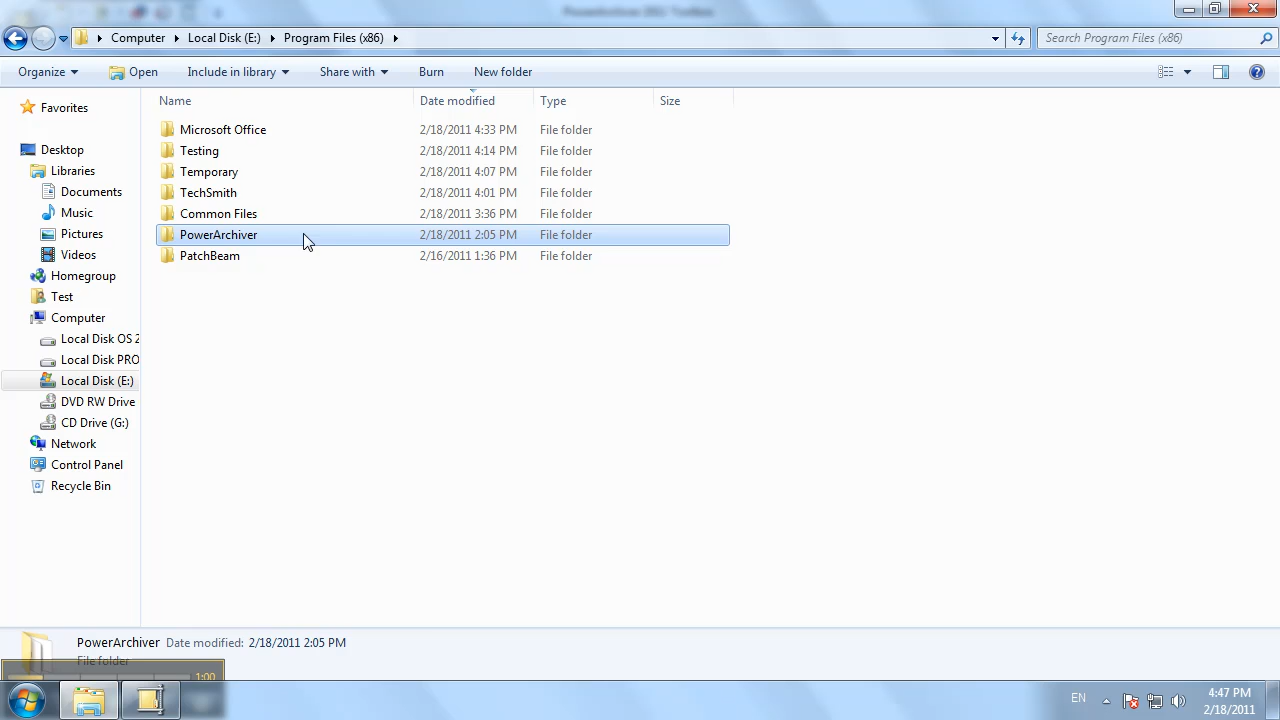 PowerArchiver 2011 Toolbox
Computer Local Disk (E:) Program Files (x86)
Search Program Files (x86)
Organize Open Include in library Share with Burn New folder
Name Date modified Type Size
Favorites
Desktop
Libraries
Documents
Music
Pictures
Videos
Homegroup
Test
Computer
Local Disk OS 2
Local Disk PRO
Local Disk (E:)
DVD RW Drive
CD Drive (G:)
Network
Control Panel
Recycle Bin
Microsoft Office 2/18/2011 4:33 PM File folder
Testing 2/18/2011 4:14 PM File folder
Temporary 2/18/2011 4:07 PM File folder
TechSmith 2/18/2011 4:01 PM File folder
Common Files 2/18/2011 3:36 PM File folder
PowerArchiver 2/18/2011 2:05 PM File folder
PatchBeam 2/16/2011 1:36 PM File folder
PowerArchiver Date modified: 2/18/2011 2:05 PM
File folder
1:00
EN
4:47 PM
2/18/2011